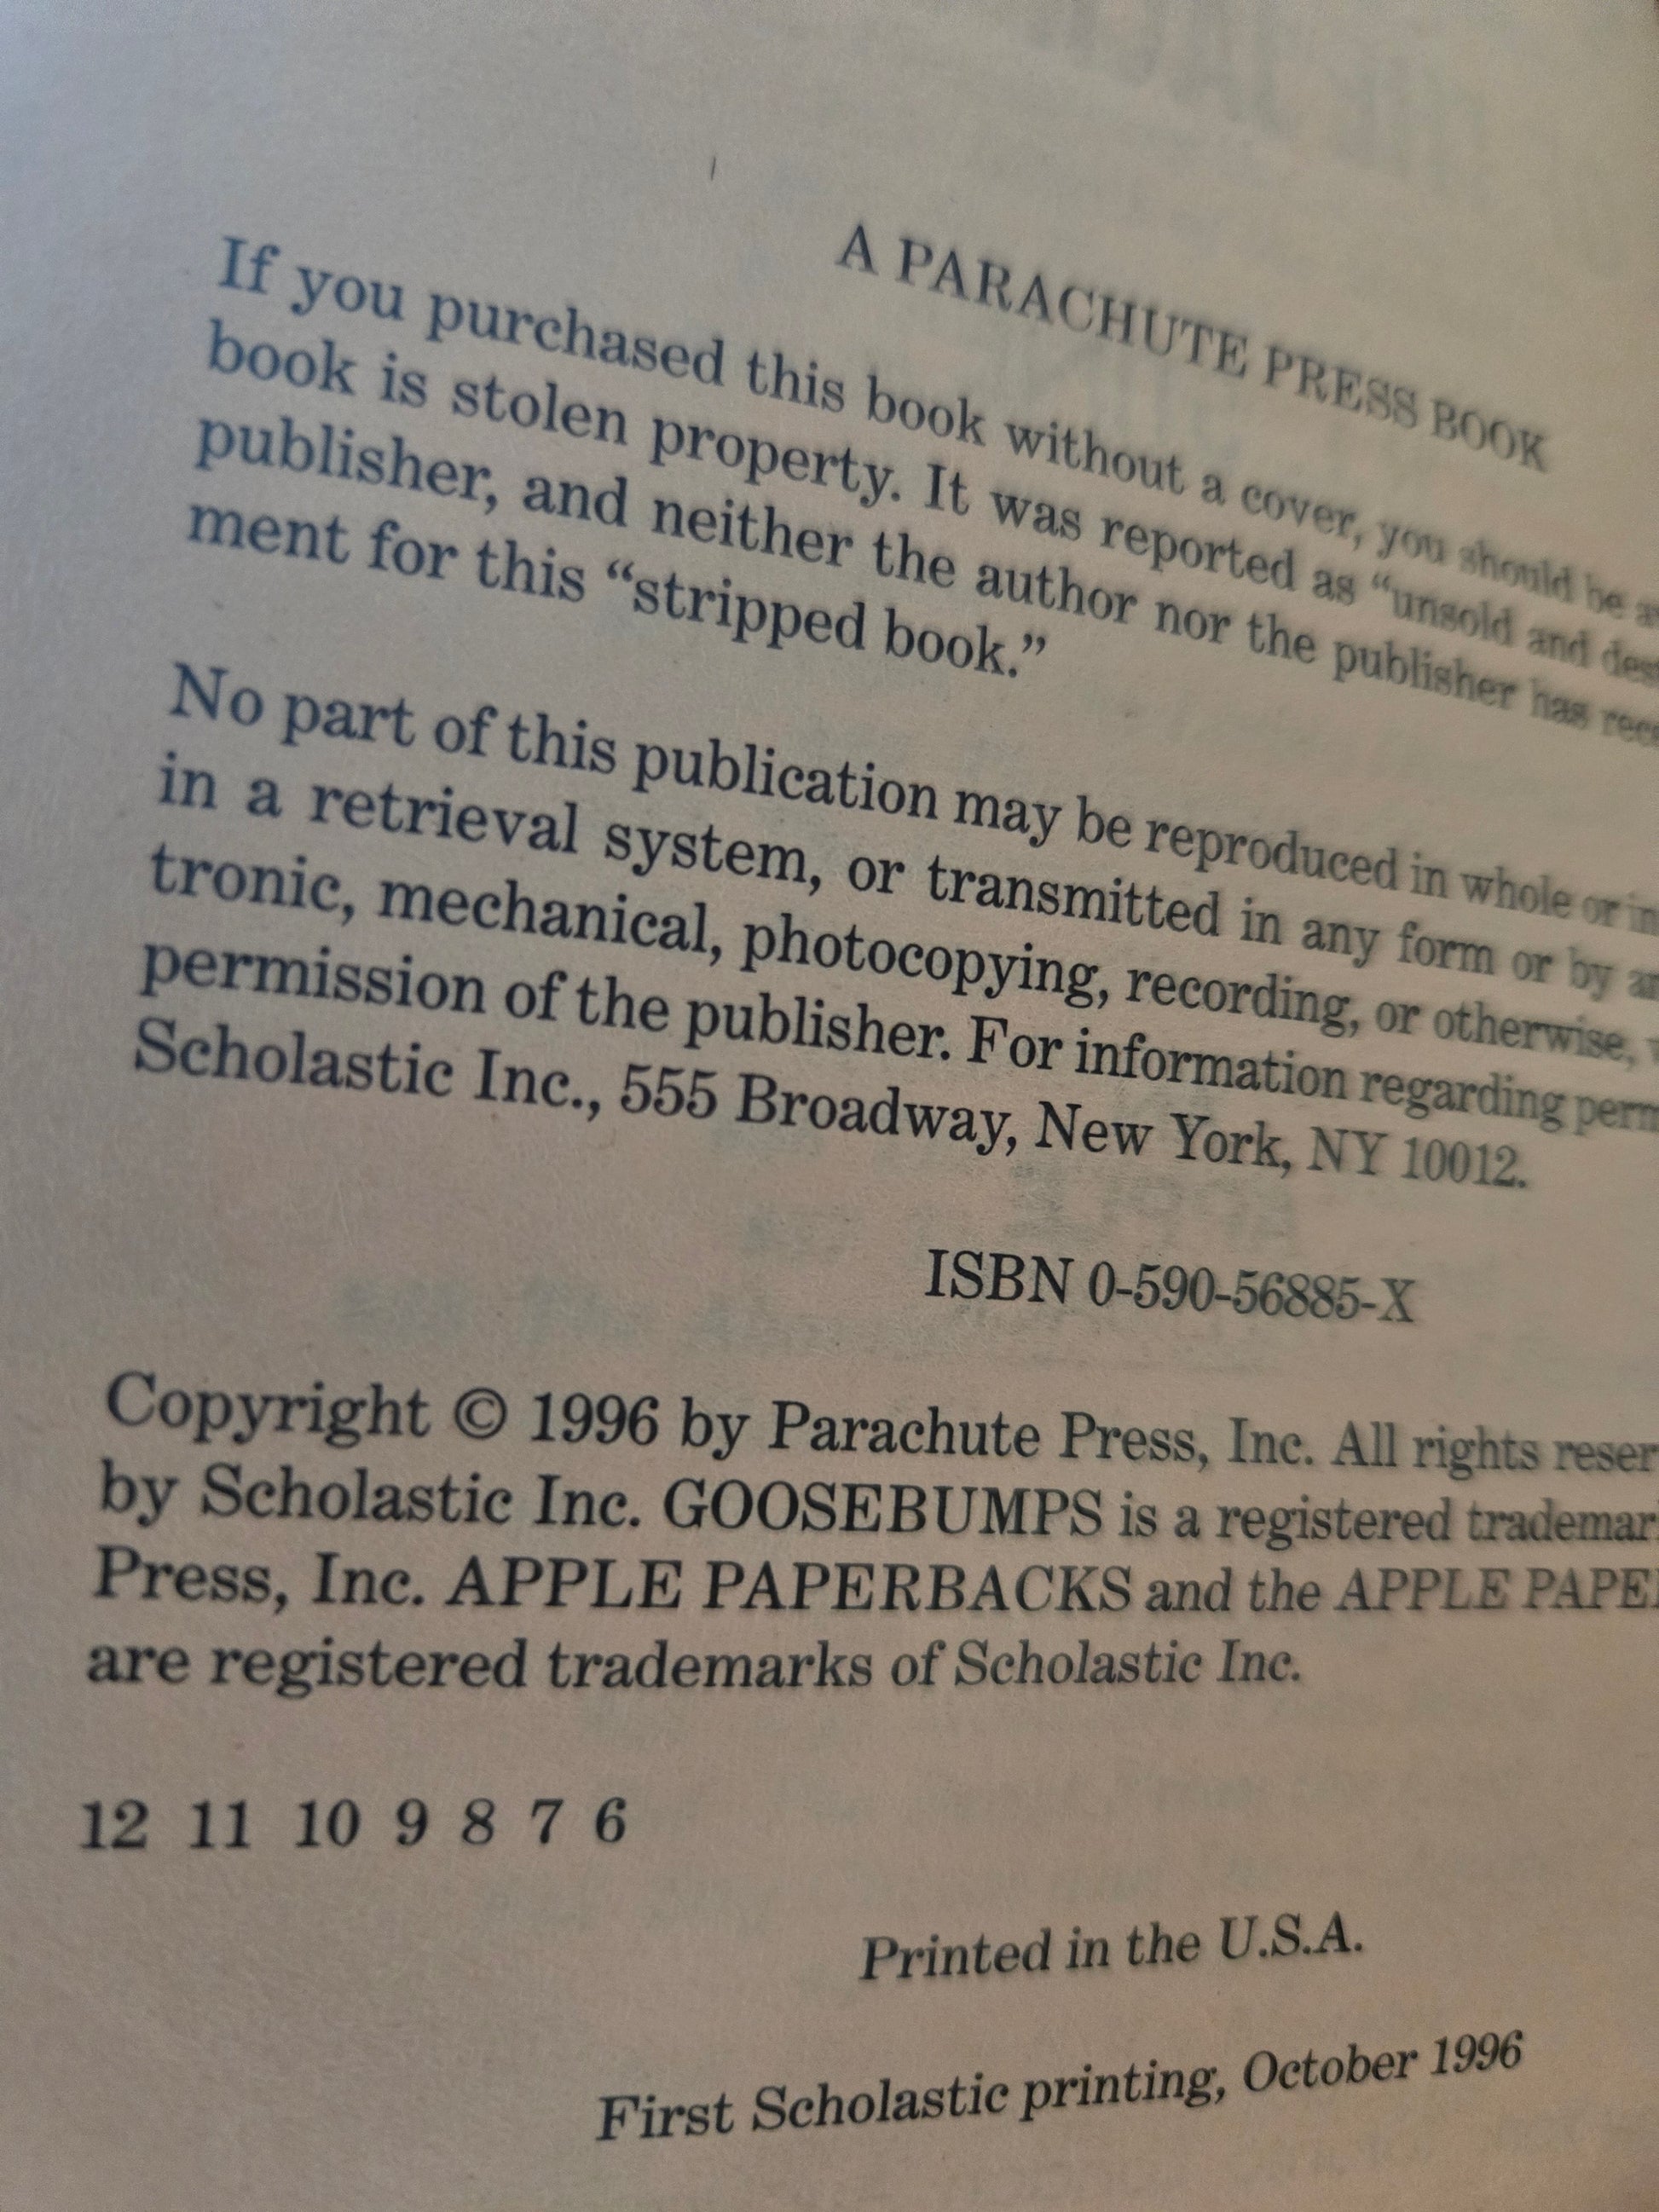 A PARACHUTE PRESS BOOK
If you purchased this book without a cover, you should be
book is stolen property. It was reported as “unsold and
publisher, and neither the author nor the publisher has
ment for this “stripped book.”
No part of this publication may be reproduced in whole or in
in a retrieval system, or transmitted in any form or by
tronic, mechanical, photocopying, recording, or otherwise,
permission of the publisher. For information regarding
Scholastic Inc., 555 Broadway, New York, NY 10012.
ISBN 0-590-56885-X
Copyright © 1996 by Parachute Press, Inc. All rights
by Scholastic Inc. GOOSEBUMPS is a registered
Press, Inc. APPLE PAPERBACKS and the APPLE
are registered trademarks of Scholastic Inc.
12 11 10 9 8 7 6
Printed in the U.S.A.
First Scholastic printing, October 1996